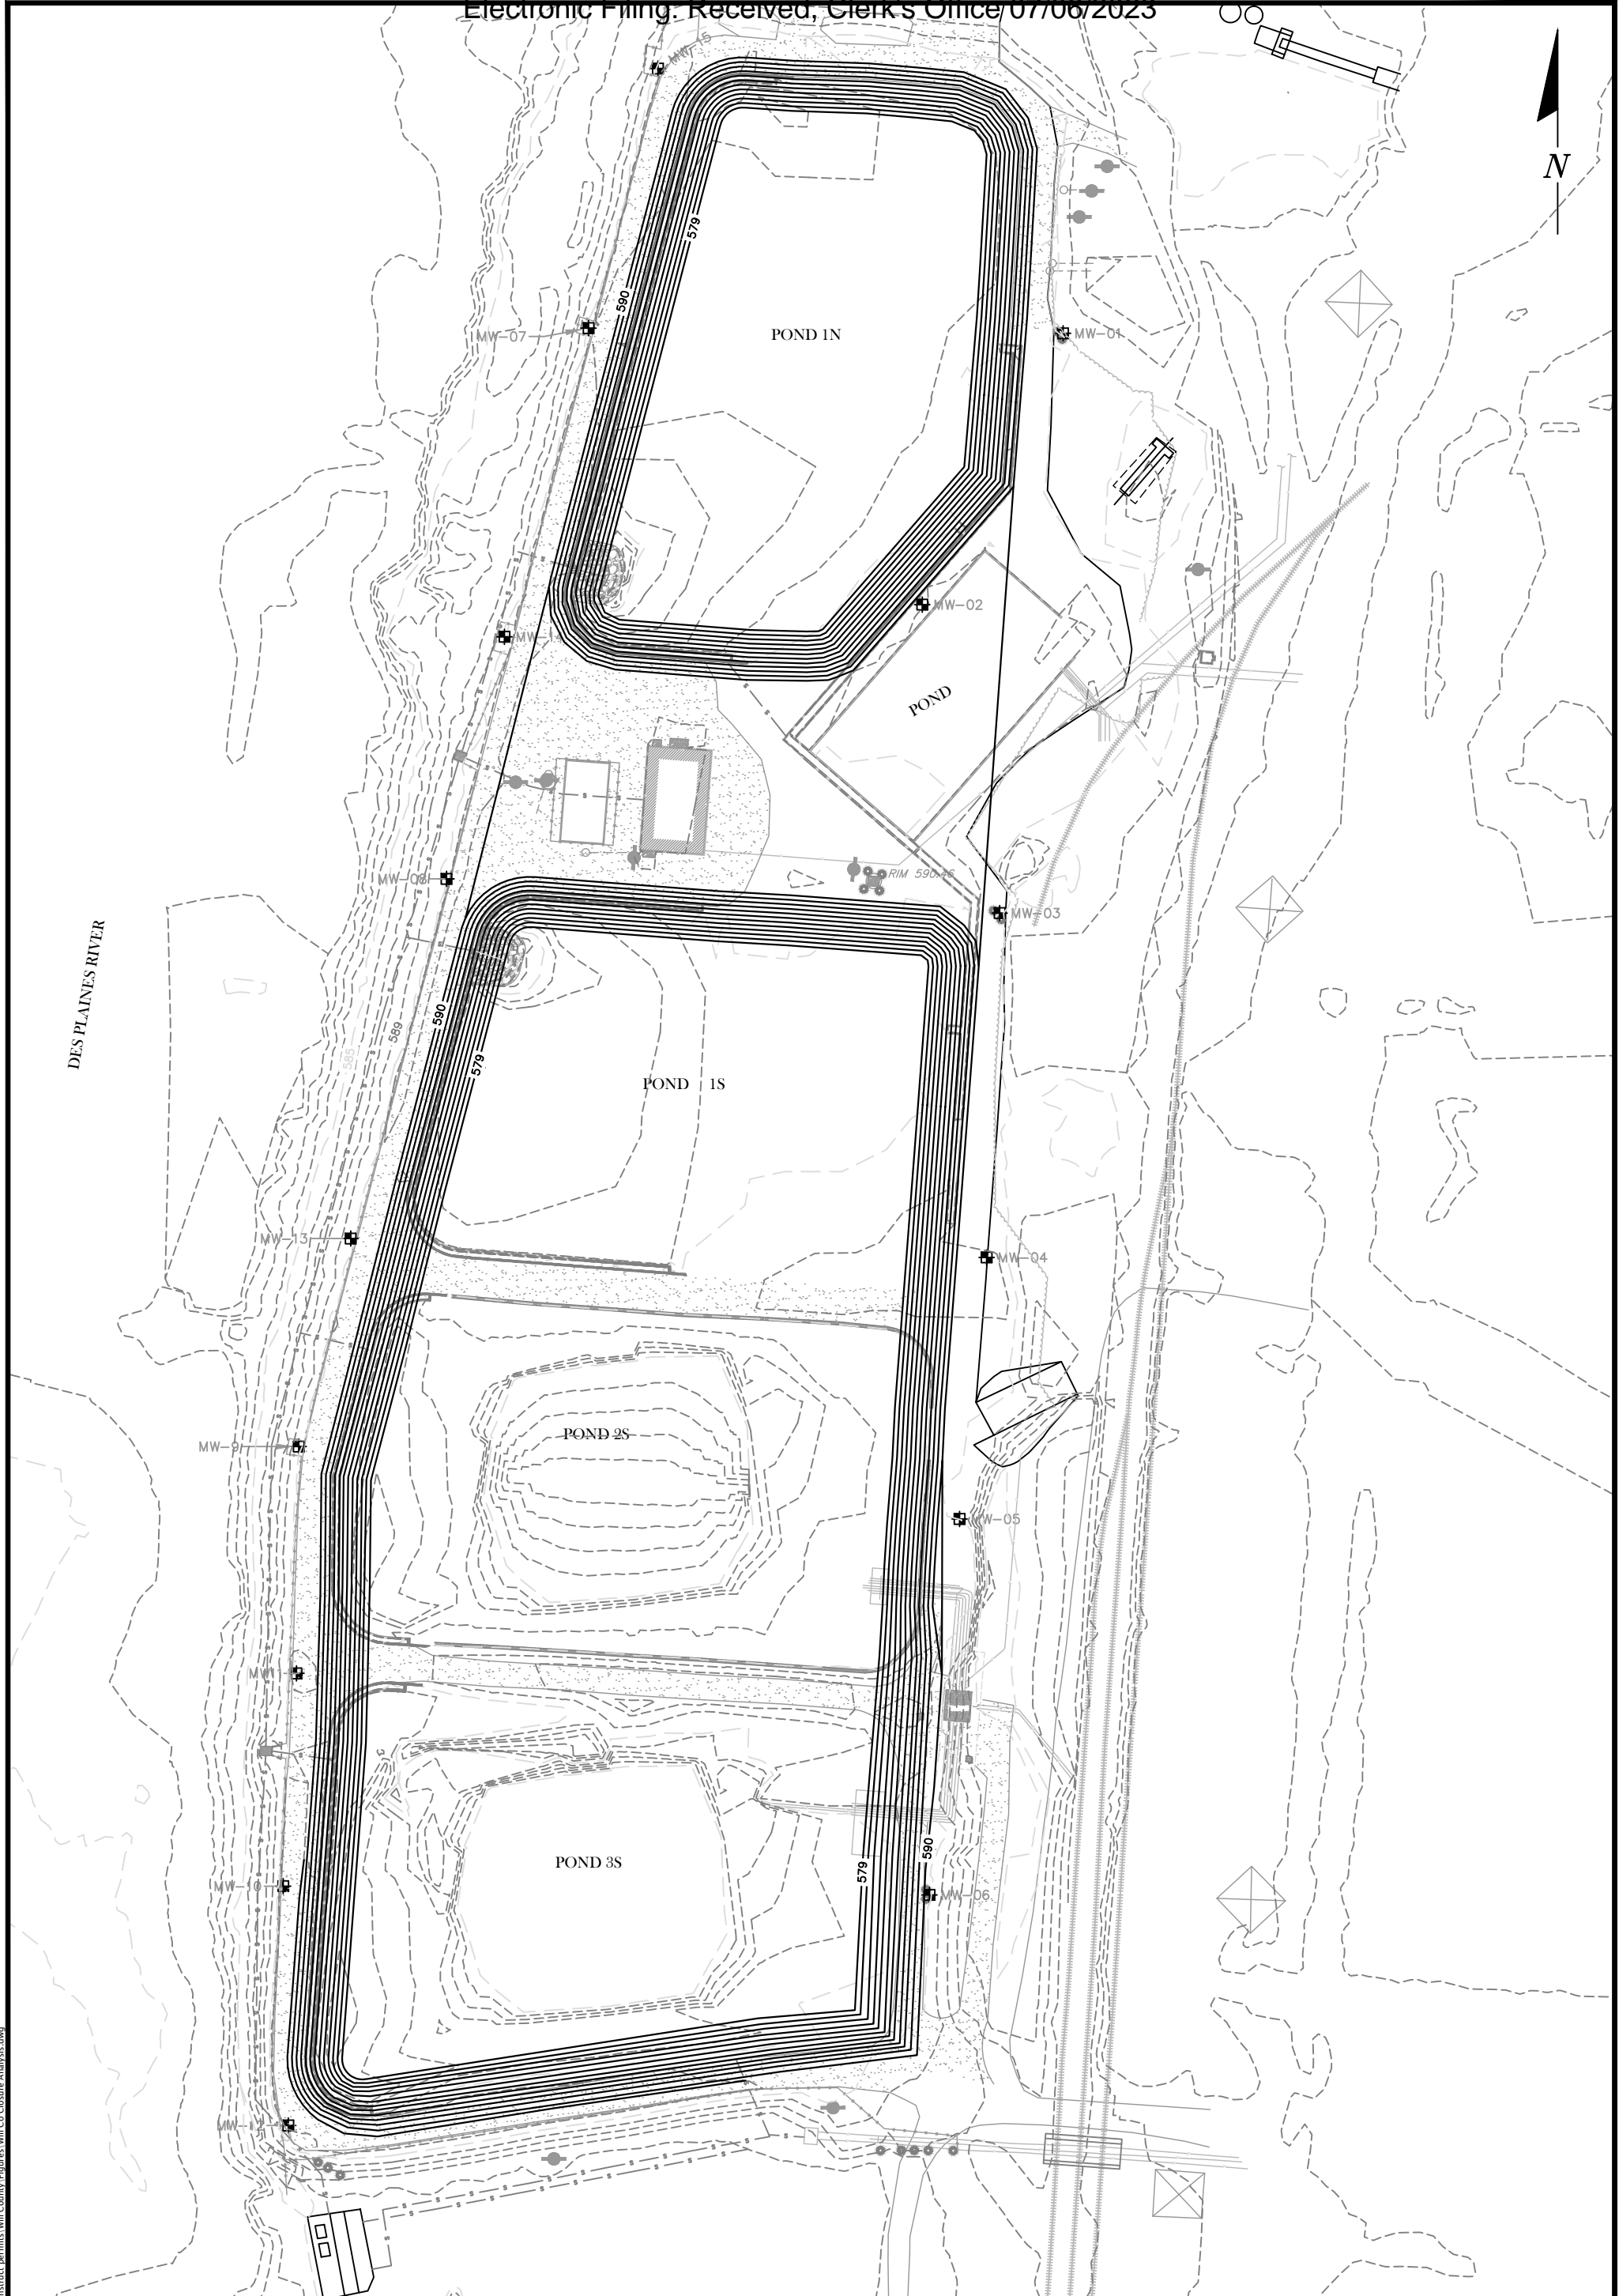 Electronic Filing: Received, Clerk's Office 07/06/2023
MW-15
N
579
590
MW-07
POND 1N
MW-01
MW-02
POND
MW-08
RIM 590.46
MW-03
DES PLAINES RIVER
590
589
585
579
POND 1S
MW-13
MW-04
POND 2S
MW-9
MW-05
590
POND 3S
579
MW-10
MW-06